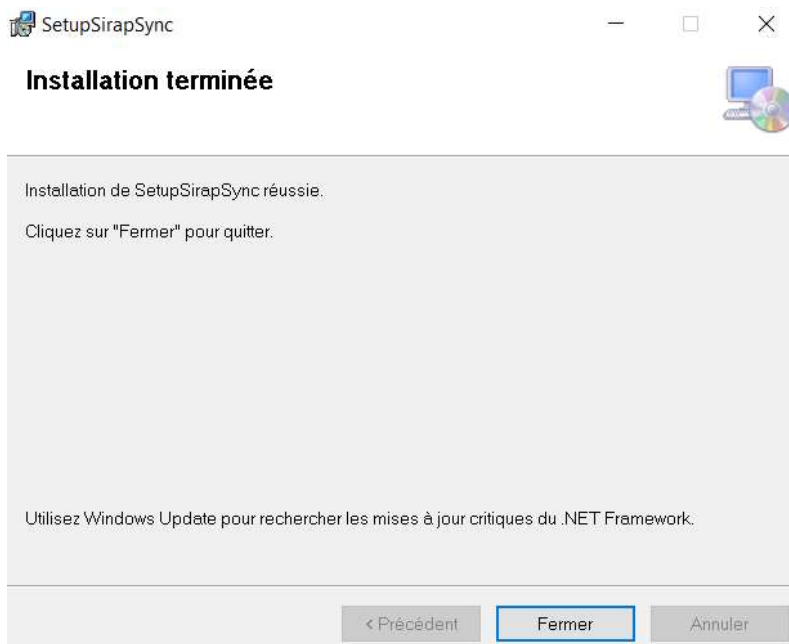 SetupSirapSync
Installation terminée
Installation de SetupSirapSync réussie.
Cliquez sur "Fermer" pour quitter.
Utilisez Windows Update pour rechercher les mises à jour critiques du .NET Framework.
< Précédent
Fermer
Annuler